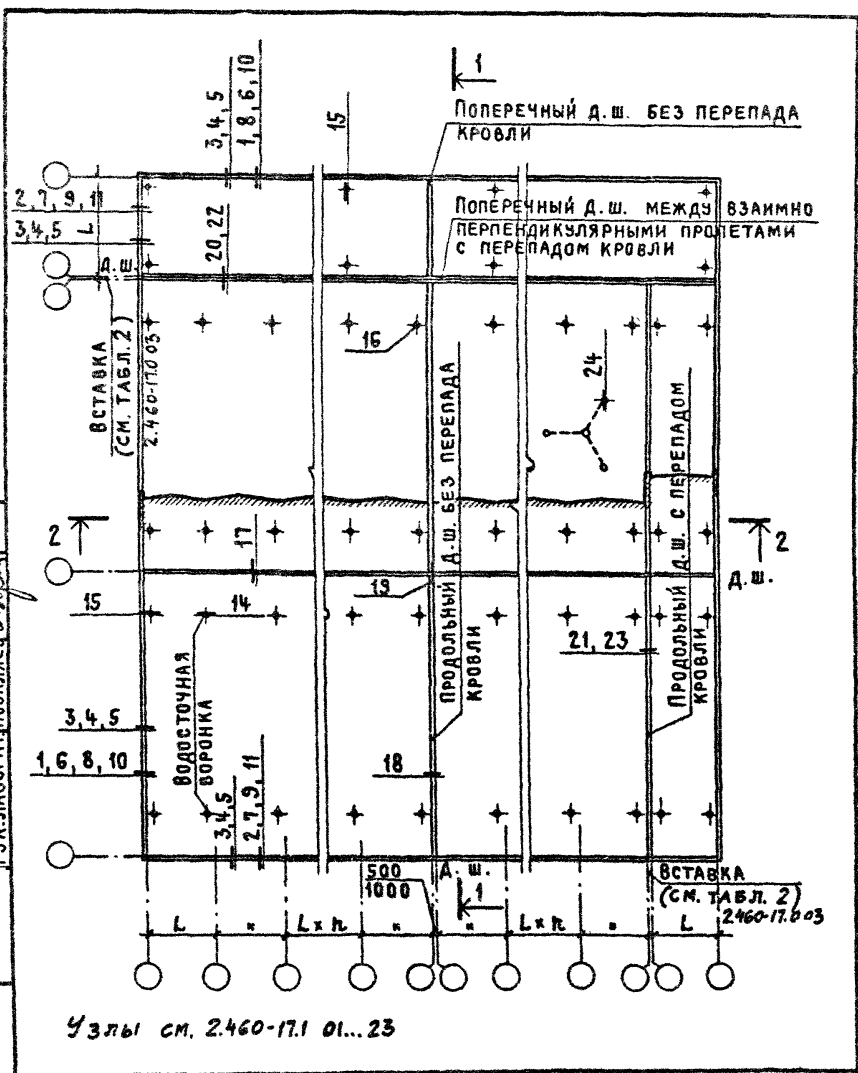 1
3, 4, 5
1, 8, 6, 10
15
ПОПЕРЕЧНЫЙ Д.Ш. БЕЗ ПЕРЕПАДА
КРОВЛИ
2, 7, 9, 11
3,4,5
L
20, 22
ПОПЕРЕЧНЫЙ Д.Ш. МЕЖДУ ВЗАИМНО
ПЕРПЕНДИКУЛЯРНЫМИ ПРОЛЕТАМИ
С ПЕРЕПАДОМ КРОВЛИ
Д.Ш.
ВСТАВКА
(СМ. ТАБЛ. 2)
2.460-17.0 03
16
24
ПРОДОЛЬНЫЙ Д.Ш. БЕЗ ПЕРЕПАДА
КРОВЛИ
ПРОДОЛЬНЫЙ Д.Ш. С ПЕРЕПАДОМ
КРОВЛИ
2
2
17
Д.Ш.
19
15
14
21, 23
ВОДОСТОЧНАЯ
ВОРОНКА
3,4,5
1, 6, 8, 10
18
3,4,5
2,7,9,11
500
1000
Д.Ш.
1
ВСТАВКА
(СМ. ТАБЛ. 2)
2460-17.0 03
L
"
L x n
"
"
L x n
"
L
Узлы см. 2.460-17.1 01...23